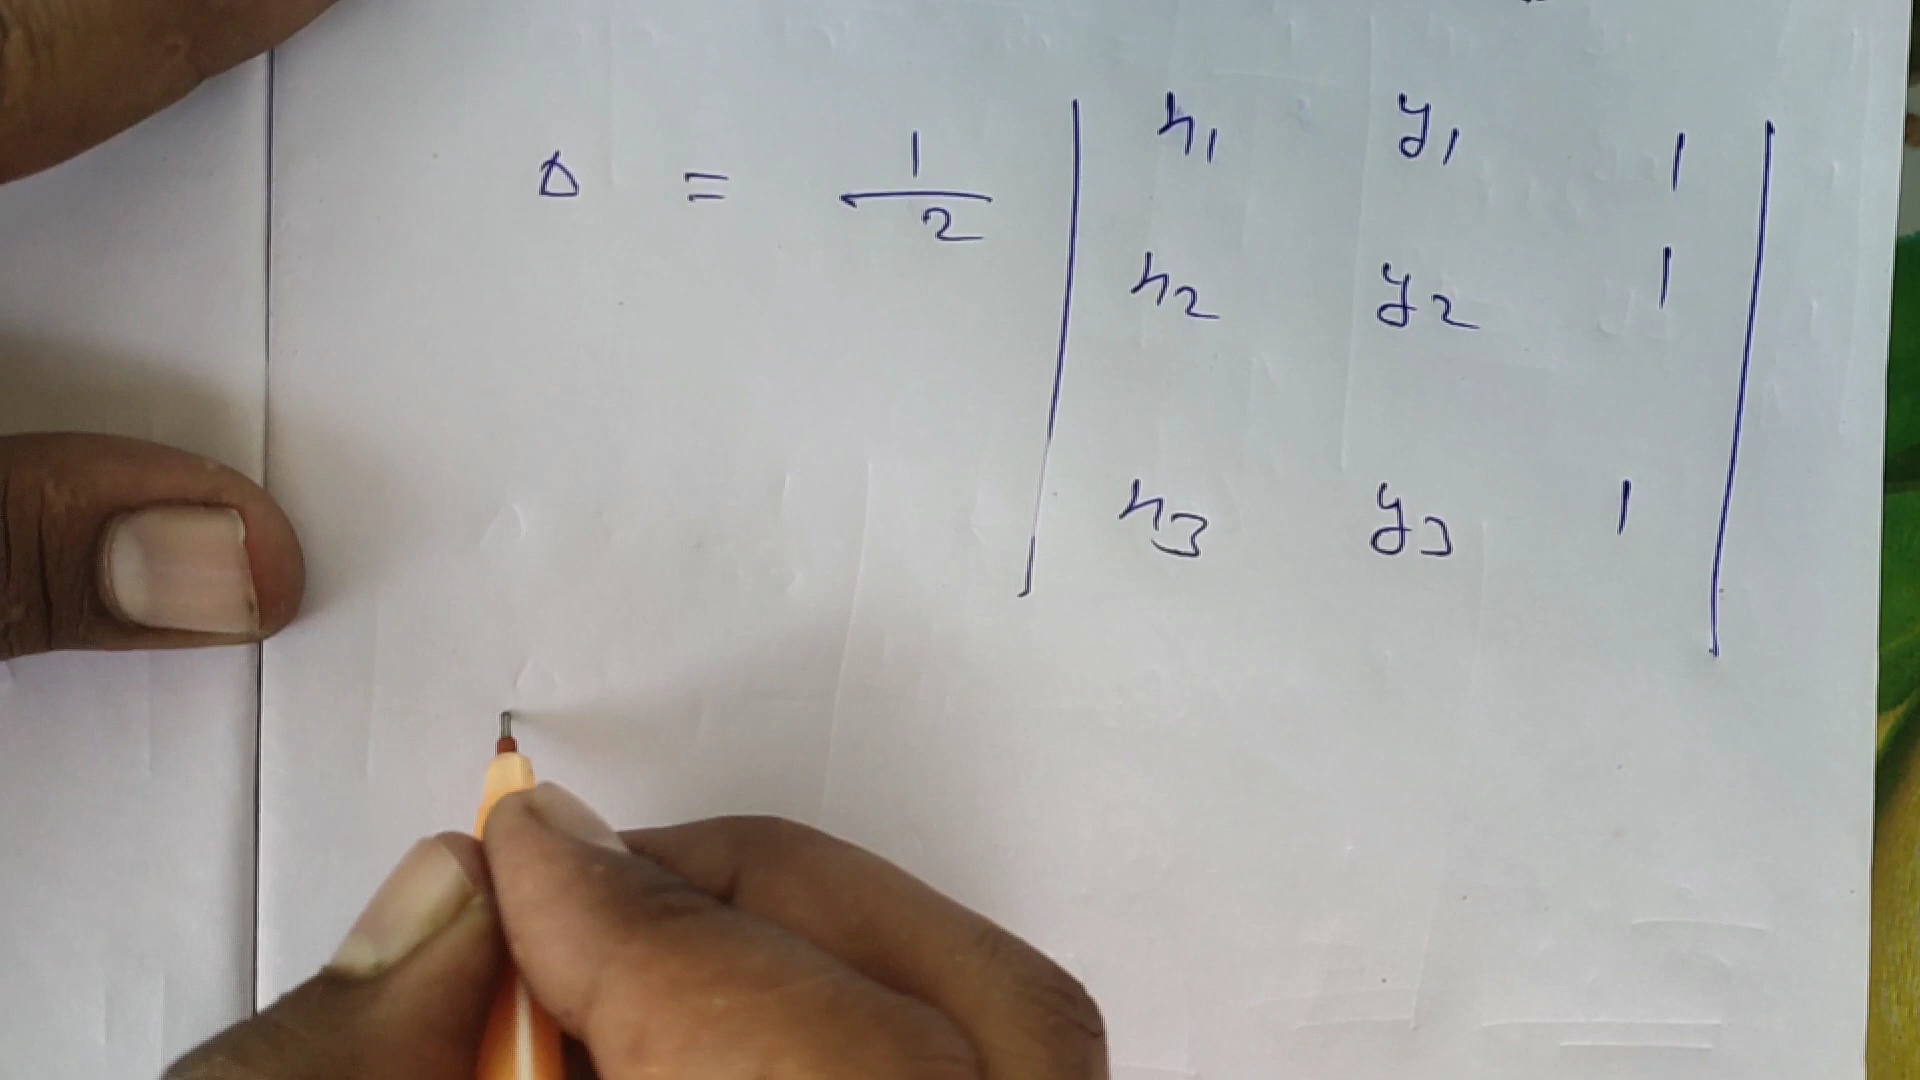 Δ = 1/2 | x1 y1 1 |
| x2 y2 1 |
| x3 y3 1 |